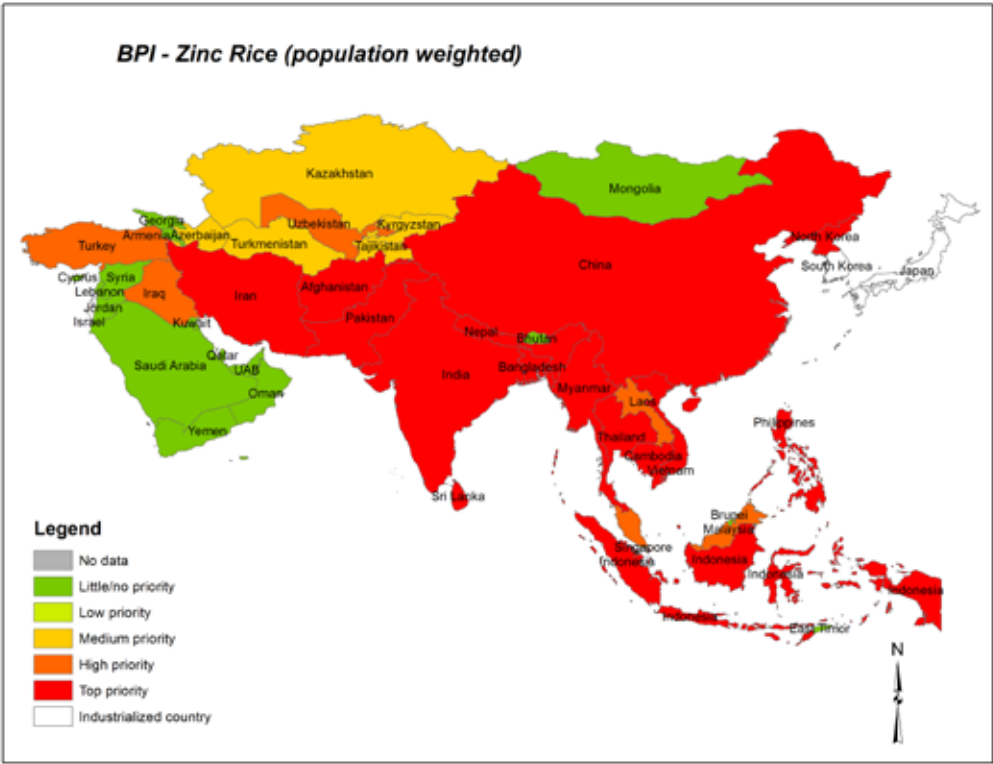 BPI - Zinc Rice (population weighted)
Kazakhstan
Mongolia
Georgia
Uzbekistan
Kyrgyzstan
Armenia
Azerbaijan
Turkey
Turkmenistan
Tajikistan
North Korea
China
South Korea
Japan
Cyprus
Syria
Lebanon
Iraq
Iran
Afghanistan
Jordan
Israel
Kuwait
Pakistan
Nepal
Bhutan
Qatar
Saudi Arabia
UAB
India
Bangladesh
Oman
Myanmar
Laos
Yemen
Thailand
Philippines
Cambodia
Vietnam
Sri Lanka
Brunei
Malaysia
Singapore
Indonesia
Indonesia
Indonesia
Indonesia
Indonesia
East Timor
Legend
No data
Little/no priority
Low priority
Medium priority
High priority
Top priority
Industrialized country
N